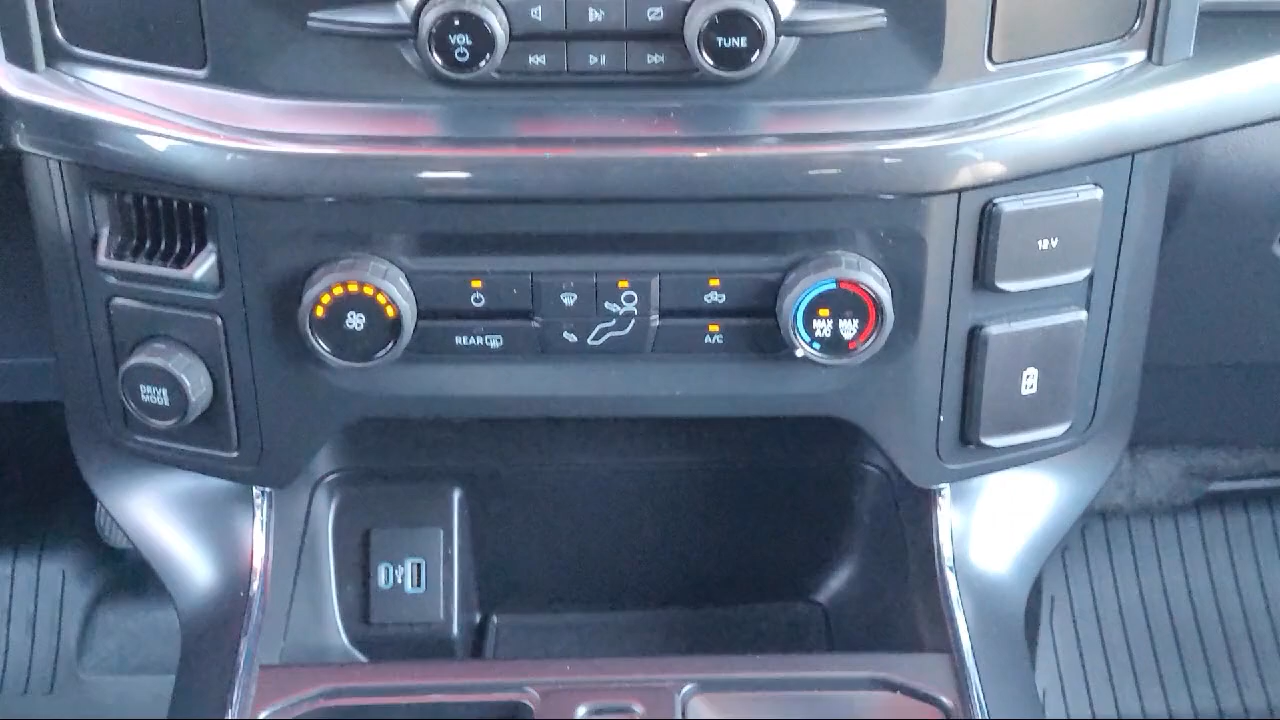 VOL
TUNE
12V
DRIVE
MODE
REAR
A/C
MAX
A/C
MAX